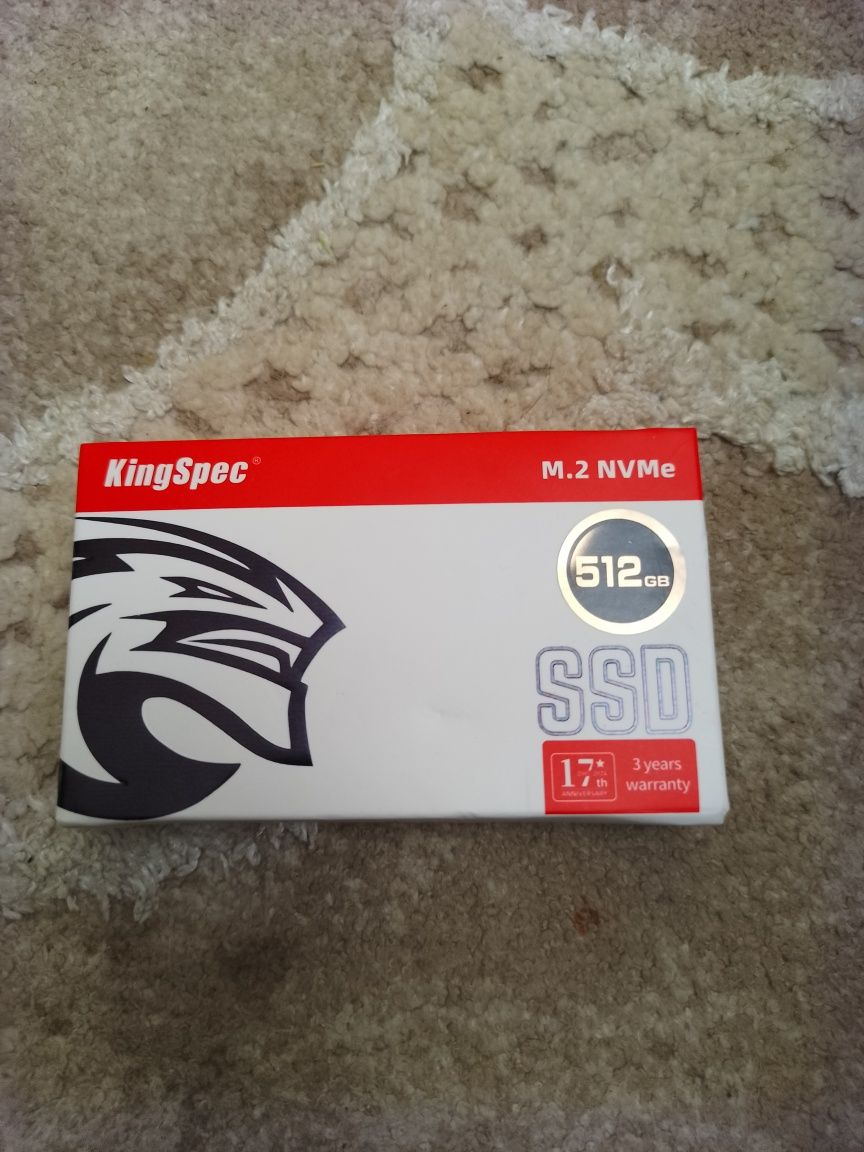 KingSpec®
M.2 NVMe
512GB
SSD
17th
ANNIVERSARY
3 years
warranty